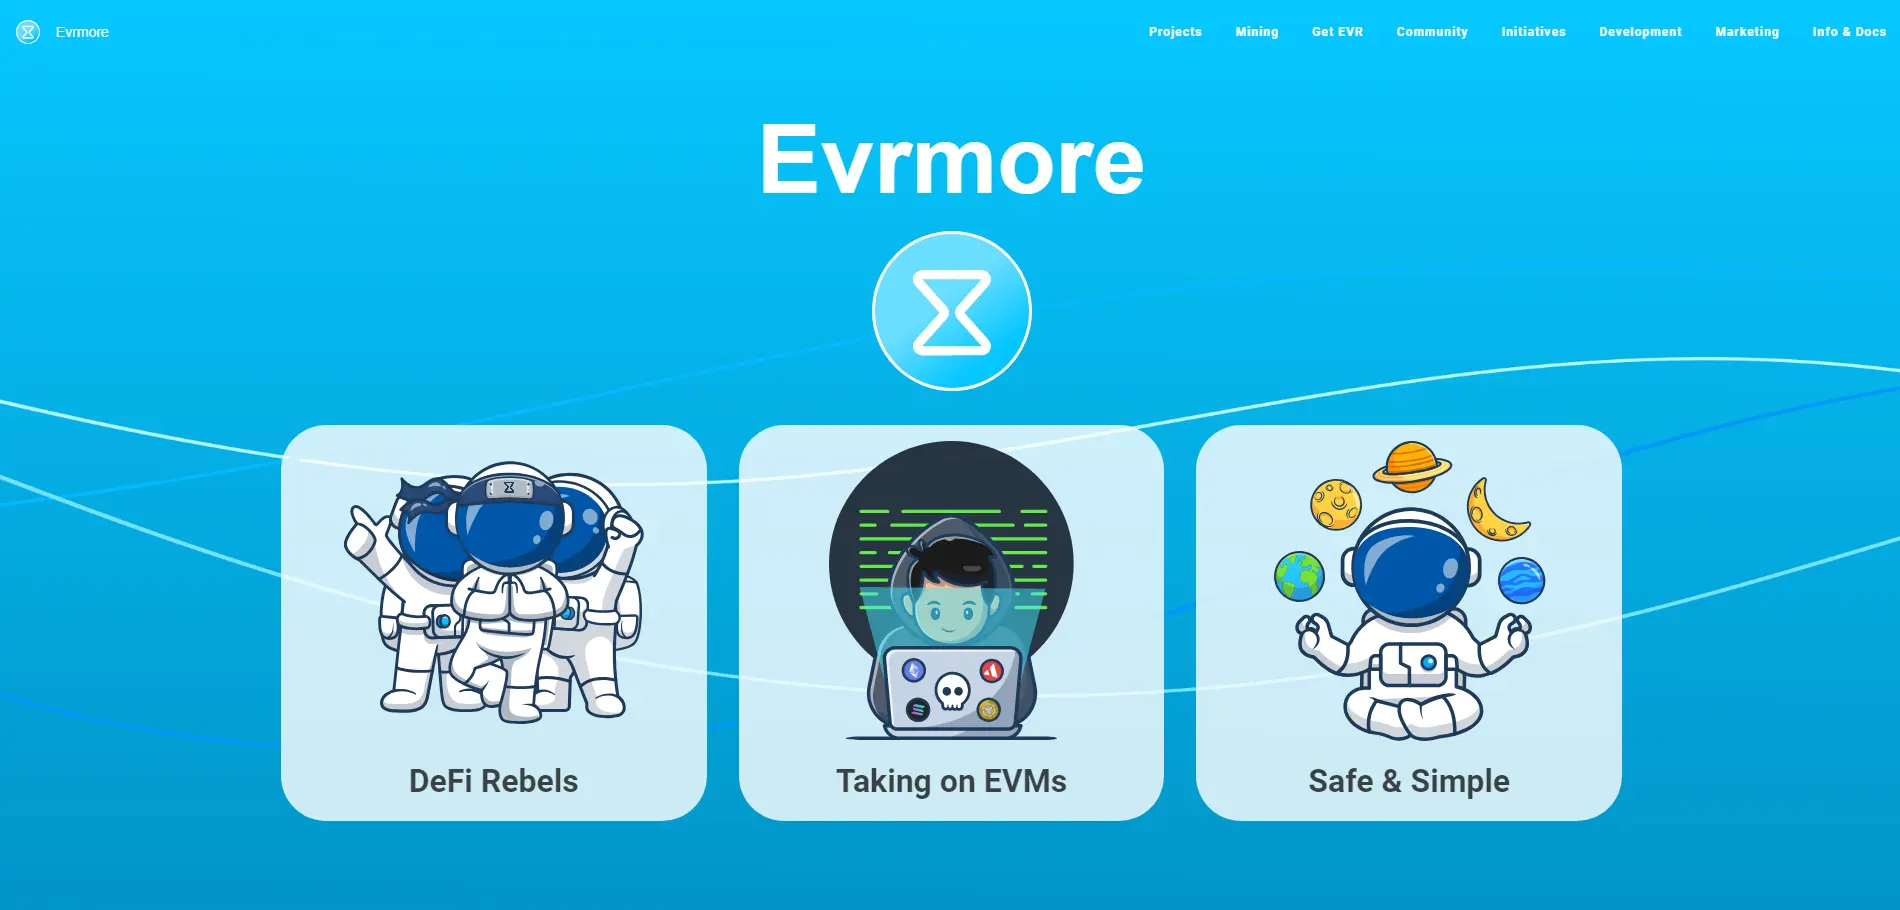 Evrmore
Projects Mining Get EVR Community Initiatives Development Marketing Info & Docs
Evrmore
DeFi Rebels
Taking on EVMs
Safe & Simple